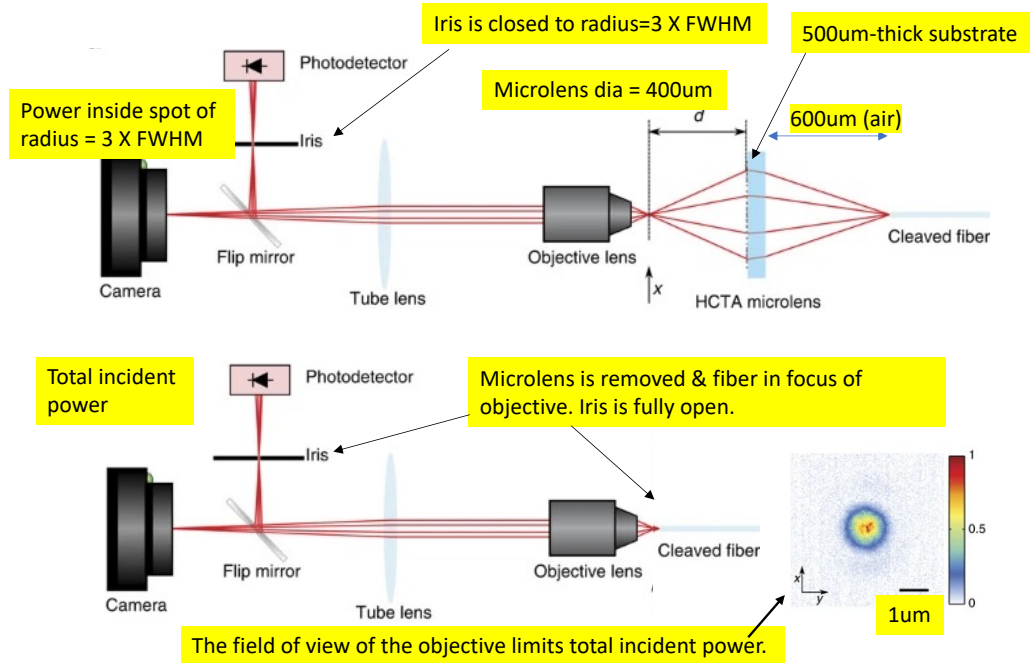 Iris is closed to radius=3 X FWHM
500um-thick substrate
Photodetector
Microlens dia = 400um
Power inside spot of
radius = 3 X FWHM
Iris
d
600um (air)
Flip mirror
Objective lens
Cleaved fiber
Camera
Tube lens
x
HCTA microlens
Total incident
power
Photodetector
Microlens is removed & fiber in focus of
objective. Iris is fully open.
Iris
1
0.5
0
Flip mirror
Objective lens
Cleaved fiber
x
y
Camera
Tube lens
1um
The field of view of the objective limits total incident power.